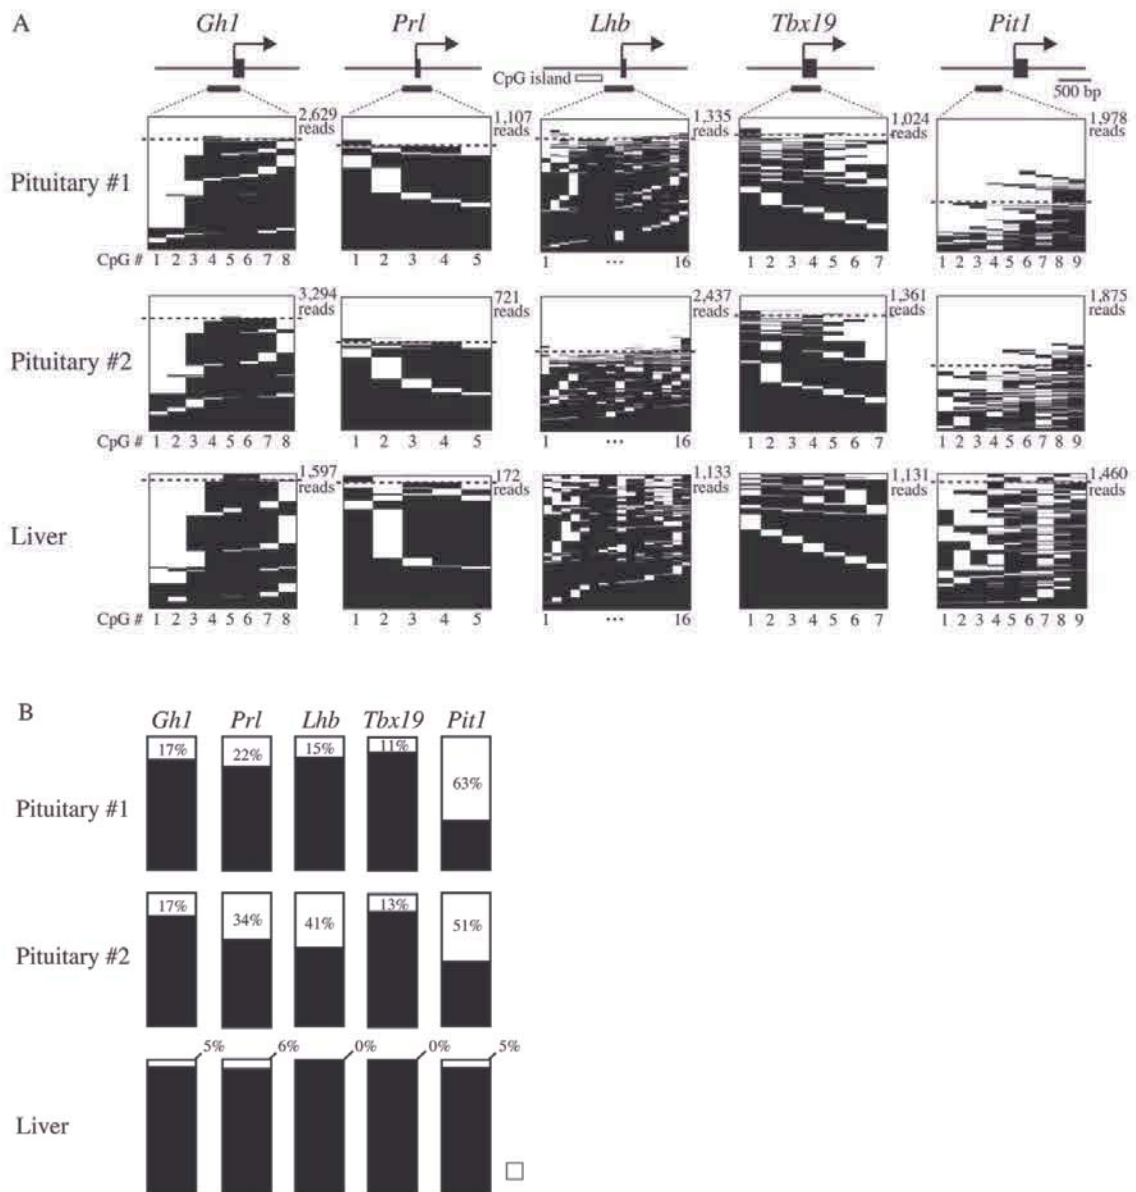 A
Gh1 Prl Lhb Tbx19 Pit1
CpG island
500 bp
2,629 reads 1,107 reads 1,335 reads 1,024 reads 1,978 reads
Pituitary #1
CpG # 1 2 3 4 5 6 7 8 1 2 3 4 5 1 ... 16 1 2 3 4 5 6 7 1 2 3 4 5 6 7 8 9
3,294 reads 721 reads 2,437 reads 1,361 reads 1,875 reads
Pituitary #2
CpG # 1 2 3 4 5 6 7 8 1 2 3 4 5 1 ... 16 1 2 3 4 5 6 7 1 2 3 4 5 6 7 8 9
1,597 reads 172 reads 1,133 reads 1,131 reads 1,460 reads
Liver
CpG # 1 2 3 4 5 6 7 8 1 2 3 4 5 1 ... 16 1 2 3 4 5 6 7 1 2 3 4 5 6 7 8 9
B
Gh1 Prl Lhb Tbx19 Pit1
17% 22% 15% 11% 63%
Pituitary #1
17% 34% 41% 13% 51%
Pituitary #2
5% 6% 0% 0% 5%
Liver